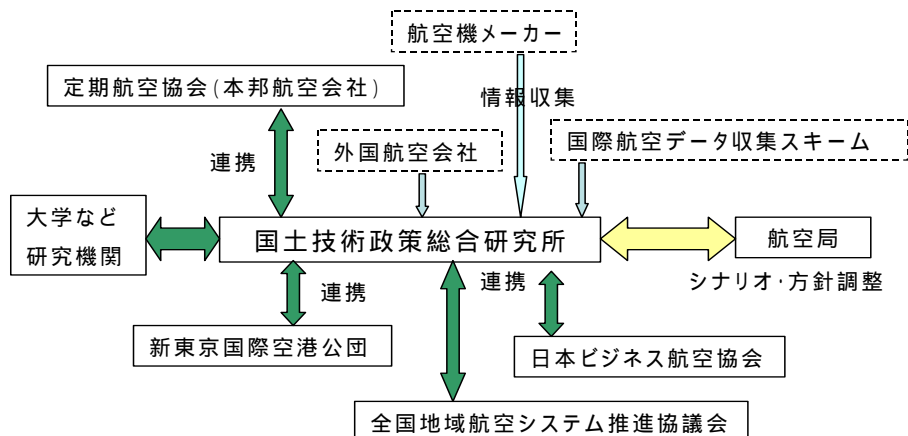 航空機メーカー
定期航空協会(本邦航空会社)
情報収集
連携
外国航空会社
国際航空データ収集スキーム
大学など
研究機関
国土技術政策総合研究所
航空局
連携
連携
シナリオ・方針調整
新東京国際空港公団
日本ビジネス航空協会
全国地域航空システム推進協議会